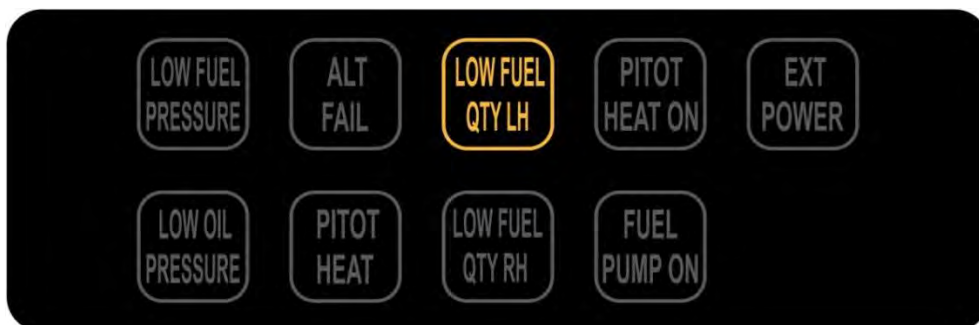 LOW FUEL
PRESSURE
ALT
FAIL
LOW FUEL
QTY LH
PITOT
HEAT ON
EXT
POWER
LOW OIL
PRESSURE
PITOT
HEAT
LOW FUEL
QTY RH
FUEL
PUMP ON